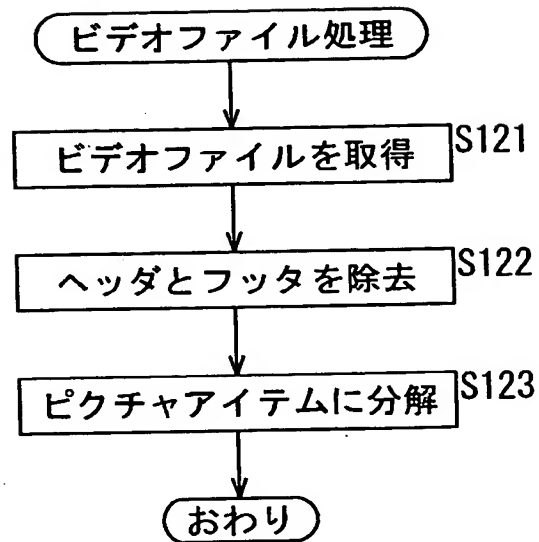 ビデオファイル処理
ビデオファイルを取得 S121
ヘッダとフッタを除去 S122
ピクチャアイテムに分解 S123
おわり